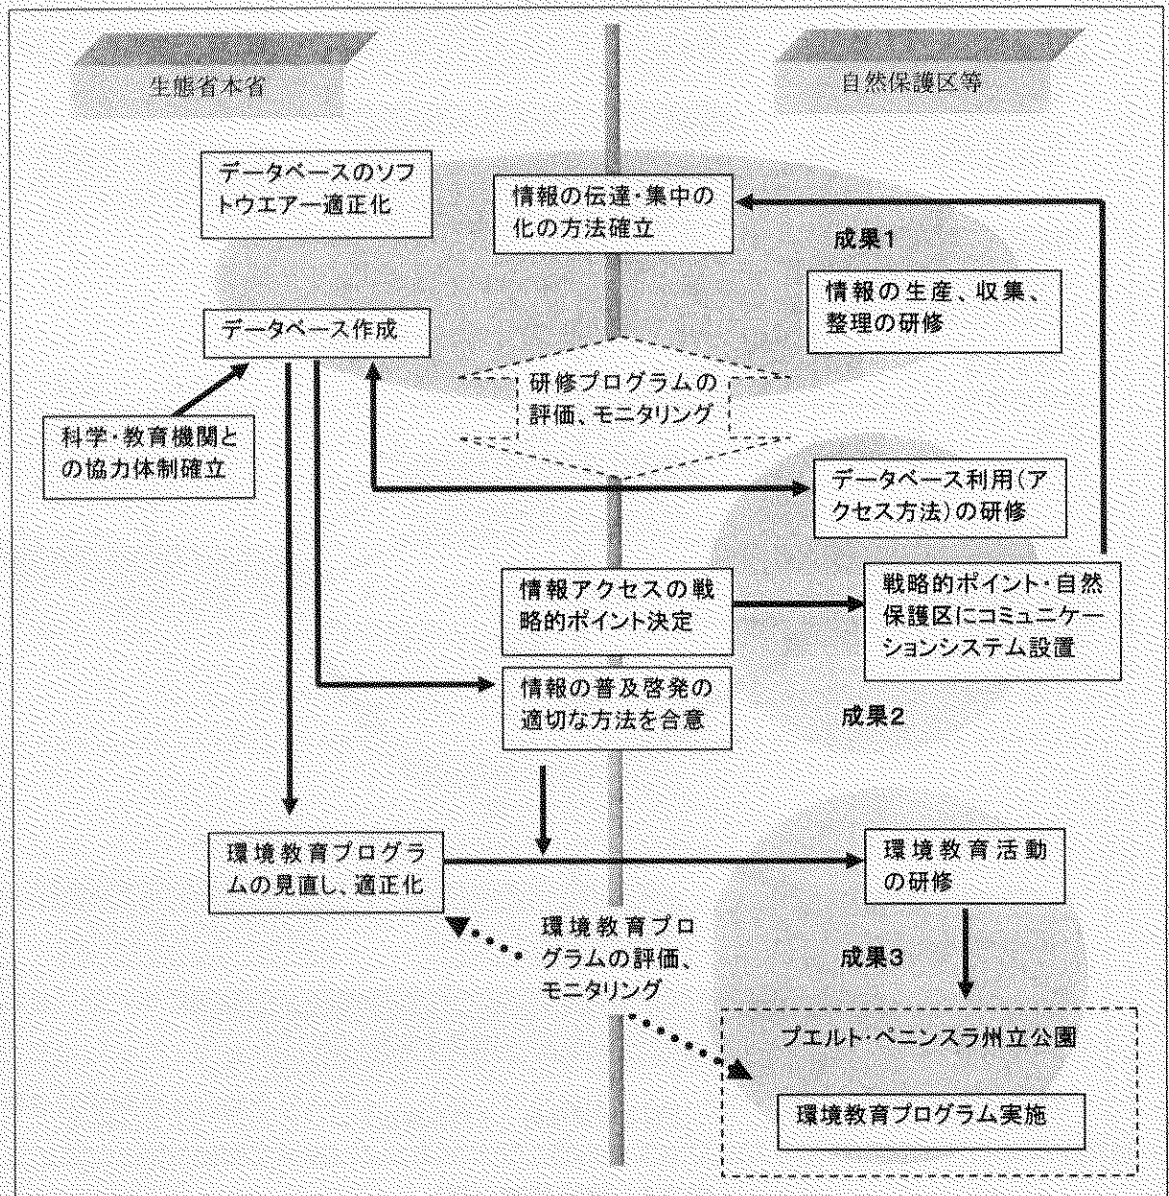 生態省本省
自然保護区等
データベースのソフ
トウエアー適正化
情報の伝達・集中の
化の方法確立
成果1
情報の生産、収集、
整理の研修
データベース作成
研修プログラムの
評価、モニタリング
科学・教育機関と
の協力体制確立
データベース利用(ア
クセス方法)の研修
情報アクセスの戦
略的ポイント決定
戦略的ポイント・自然
保護区にコミュニケー
ションシステム設置
情報の普及啓発の
適切な方法を合意
成果2
環境教育プログラ
ムの見直し、適正化
環境教育活動
の研修
環境教育プロ
グラムの評価、
モニタリング
成果3
プエルト・ペニンスラ州立公園
環境教育プログラム実施